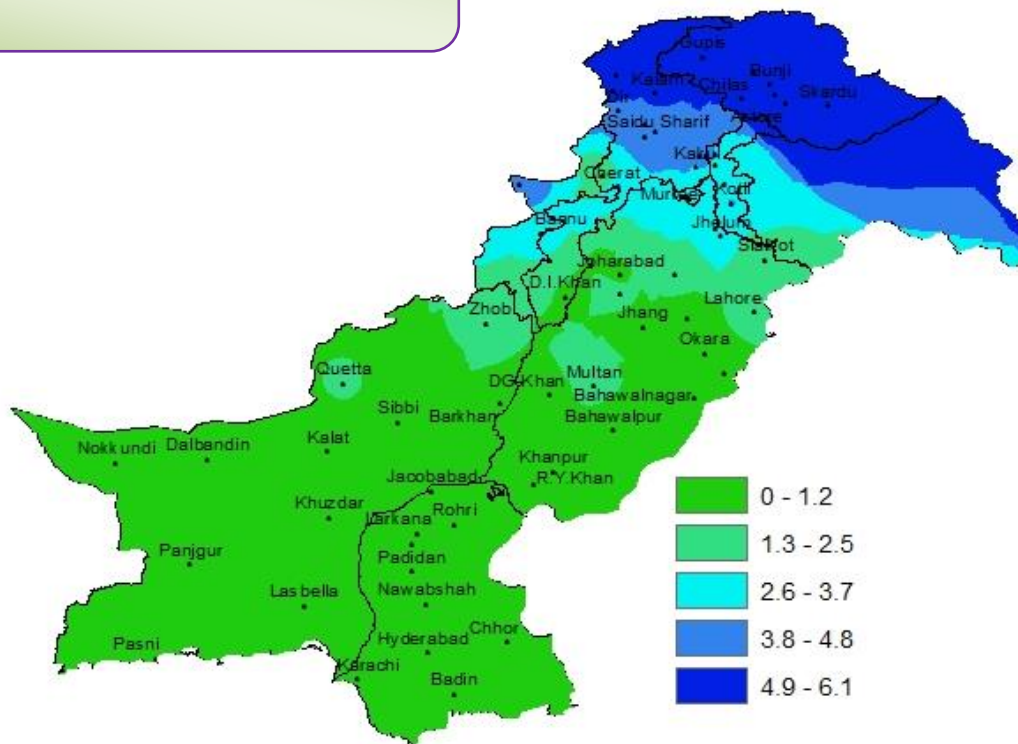 Gupis
Bunji
Kalam
Chilas
Skardu
Dir
Astore
Saidu Sharif
Kakul
Cherat
Murree
Kotli
Bannu
Jhelum
Sialkot
Joharabad
D.I.Khan
Zhob
Lahore
Jhang
Okara
Quetta
Multan
DG Khan
Bahawalnagar
Sibbi
Barkhan
Bahawalpur
Nokkundi
Dalbandin
Kalat
Khanpur
Jacobabad
R.Y.Khan
0 - 1.2
Khuzdar
Larkana
Rohri
1.3 - 2.5
Panjgur
Padidan
Lasbella
Nawabshah
2.6 - 3.7
Pasni
Hyderabad
Chhor
3.8 - 4.8
Karachi
Badin
4.9 - 6.1